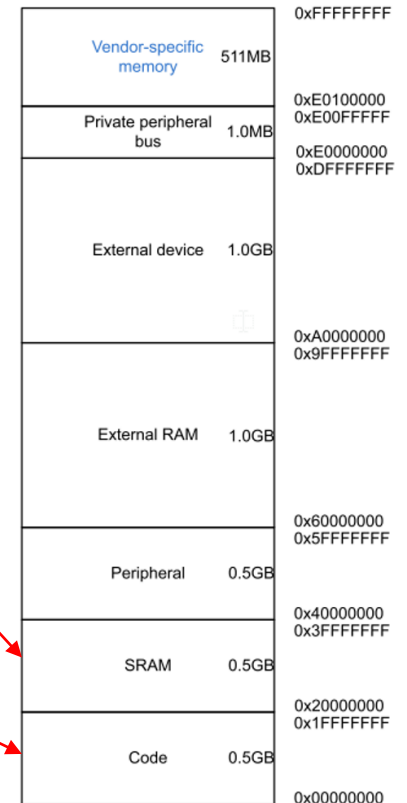 0xFFFFFFFF
Vendor-specific
memory
511MB
0xE0100000
0xE00FFFFF
Private peripheral
bus
1.0MB
0xE0000000
0xDFFFFFFF
External device
1.0GB
0xA0000000
0x9FFFFFFF
External RAM
1.0GB
0x60000000
0x5FFFFFFF
Peripheral
0.5GB
0x40000000
0x3FFFFFFF
SRAM
0.5GB
0x20000000
0x1FFFFFFF
Code
0.5GB
0x00000000